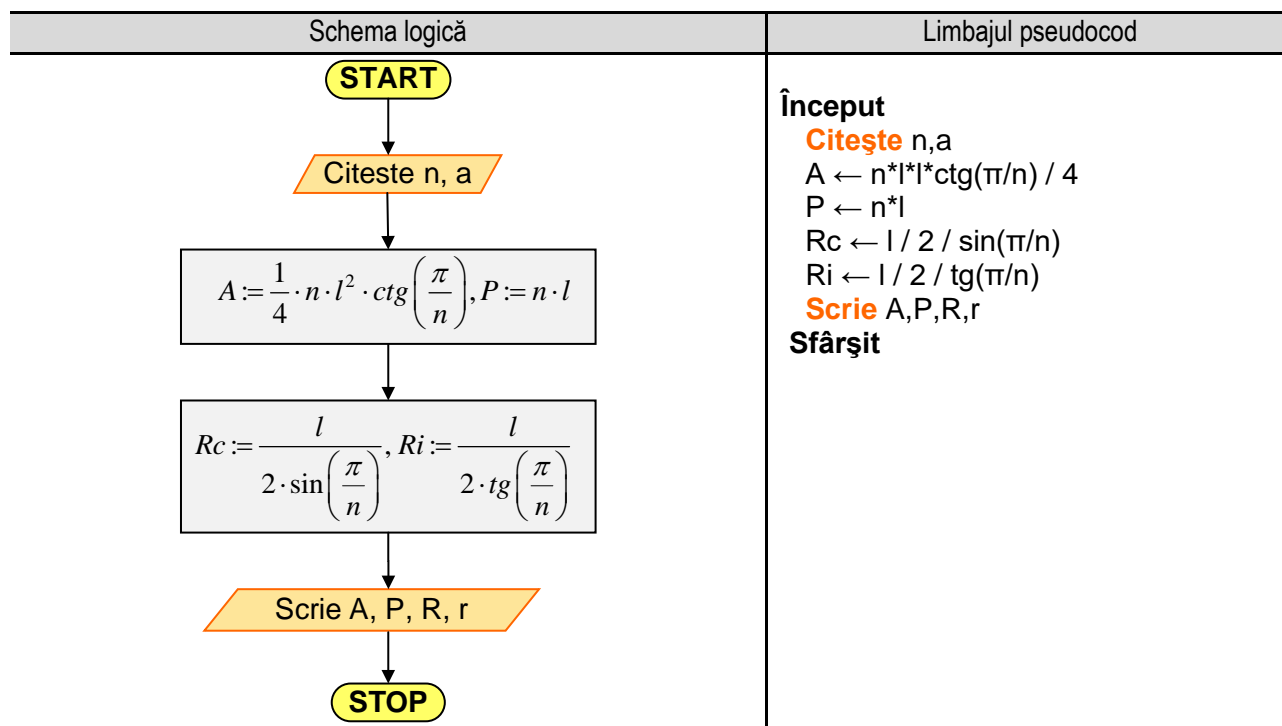 Schema logică
Limbajul pseudocod
START
Citeste n, a
A := 1/4 · n · l² · ctg(π/n), P := n · l
Rc := l / (2 · sin(π/n)), Ri := l / (2 · tg(π/n))
Scrie A, P, R, r
STOP
Început
Citeşte n,a
A ← n*l*l*ctg(π/n) / 4
P ← n*l
Rc ← l / 2 / sin(π/n)
Ri ← l / 2 / tg(π/n)
Scrie A,P,R,r
Sfârşit